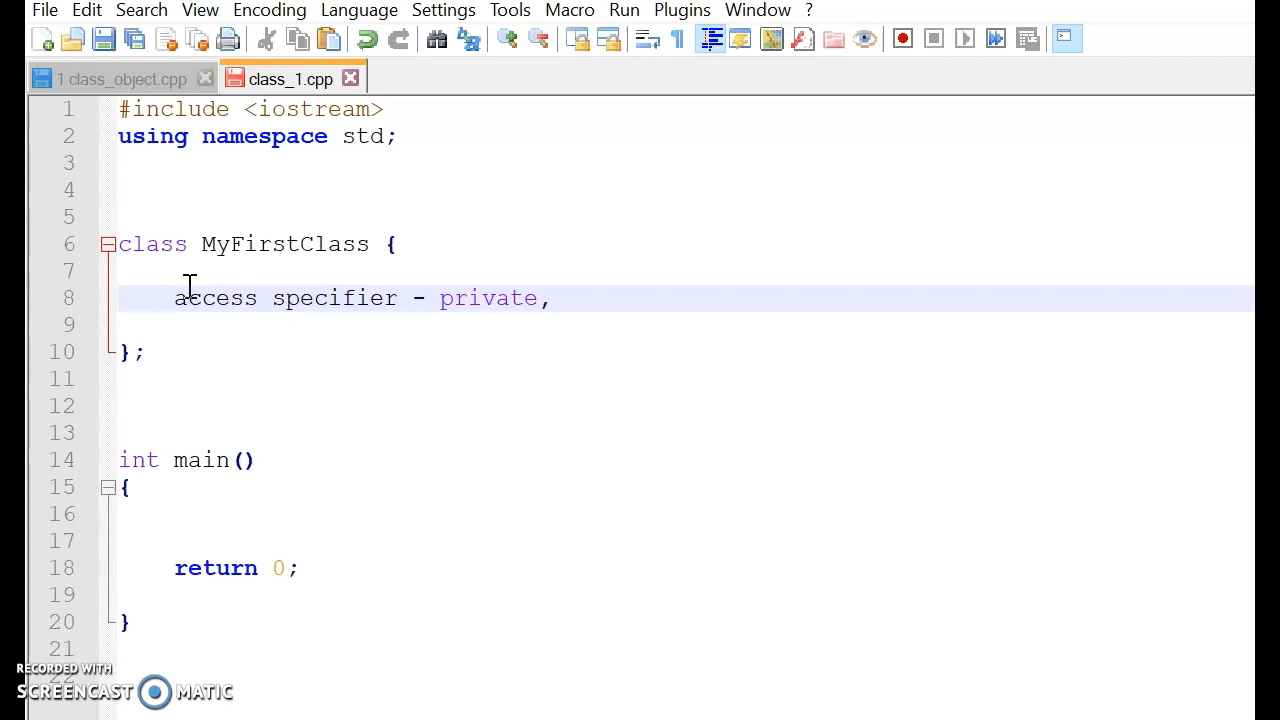 File Edit Search View Encoding Language Settings Tools Macro Run Plugins Window ?
1 class_object.cpp class_1.cpp
1 #include <iostream>
2 using namespace std;
3
4
5
6 class MyFirstClass {
7
8 access specifier - private,
9
10 };
11
12
13
14 int main()
15 {
16
17
18 return 0;
19
20 }
21
22
RECORDED WITH
SCREENCAST MATIC